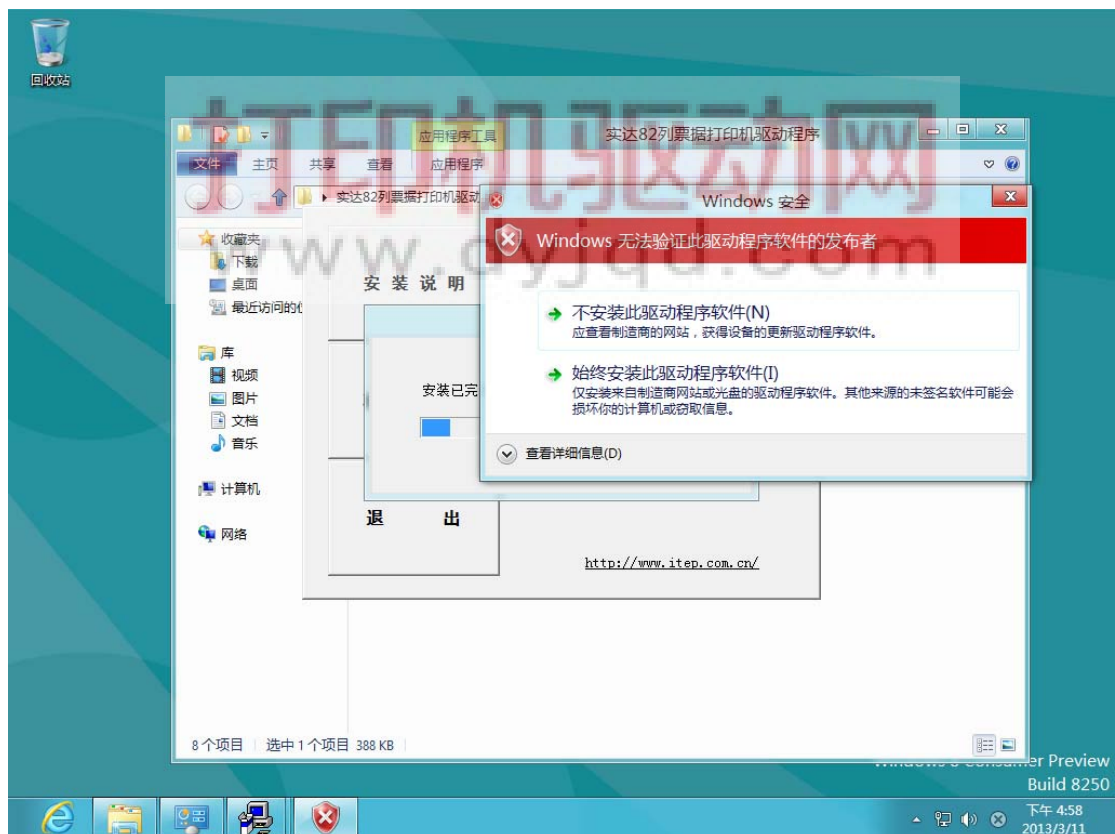 回收站
打印机驱动网
www.dyjqd.com
应用程序工具
实达82列票据打印机驱动程序
文件 主页 共享 查看 应用程序
实达82列票据打印机驱动
Windows 安全
Windows 无法验证此驱动程序软件的发布者
不安装此驱动程序软件(N)
应查看制造商的网站，获得设备的更新驱动程序软件。
始终安装此驱动程序软件(I)
仅安装来自制造商网站或光盘的驱动程序软件。其他来源的未签名软件可能会
损坏你的计算机或窃取信息。
查看详细信息(D)
收藏夹
下载
桌面
最近访问的
库
视频
图片
文档
音乐
计算机
网络
安装说明
安装已完
退 出
http://www.itep.com.cn/
8个项目 选中1个项目 388 KB
Windows 8 Consumer Preview
Build 8250
下午 4:58
2013/3/11